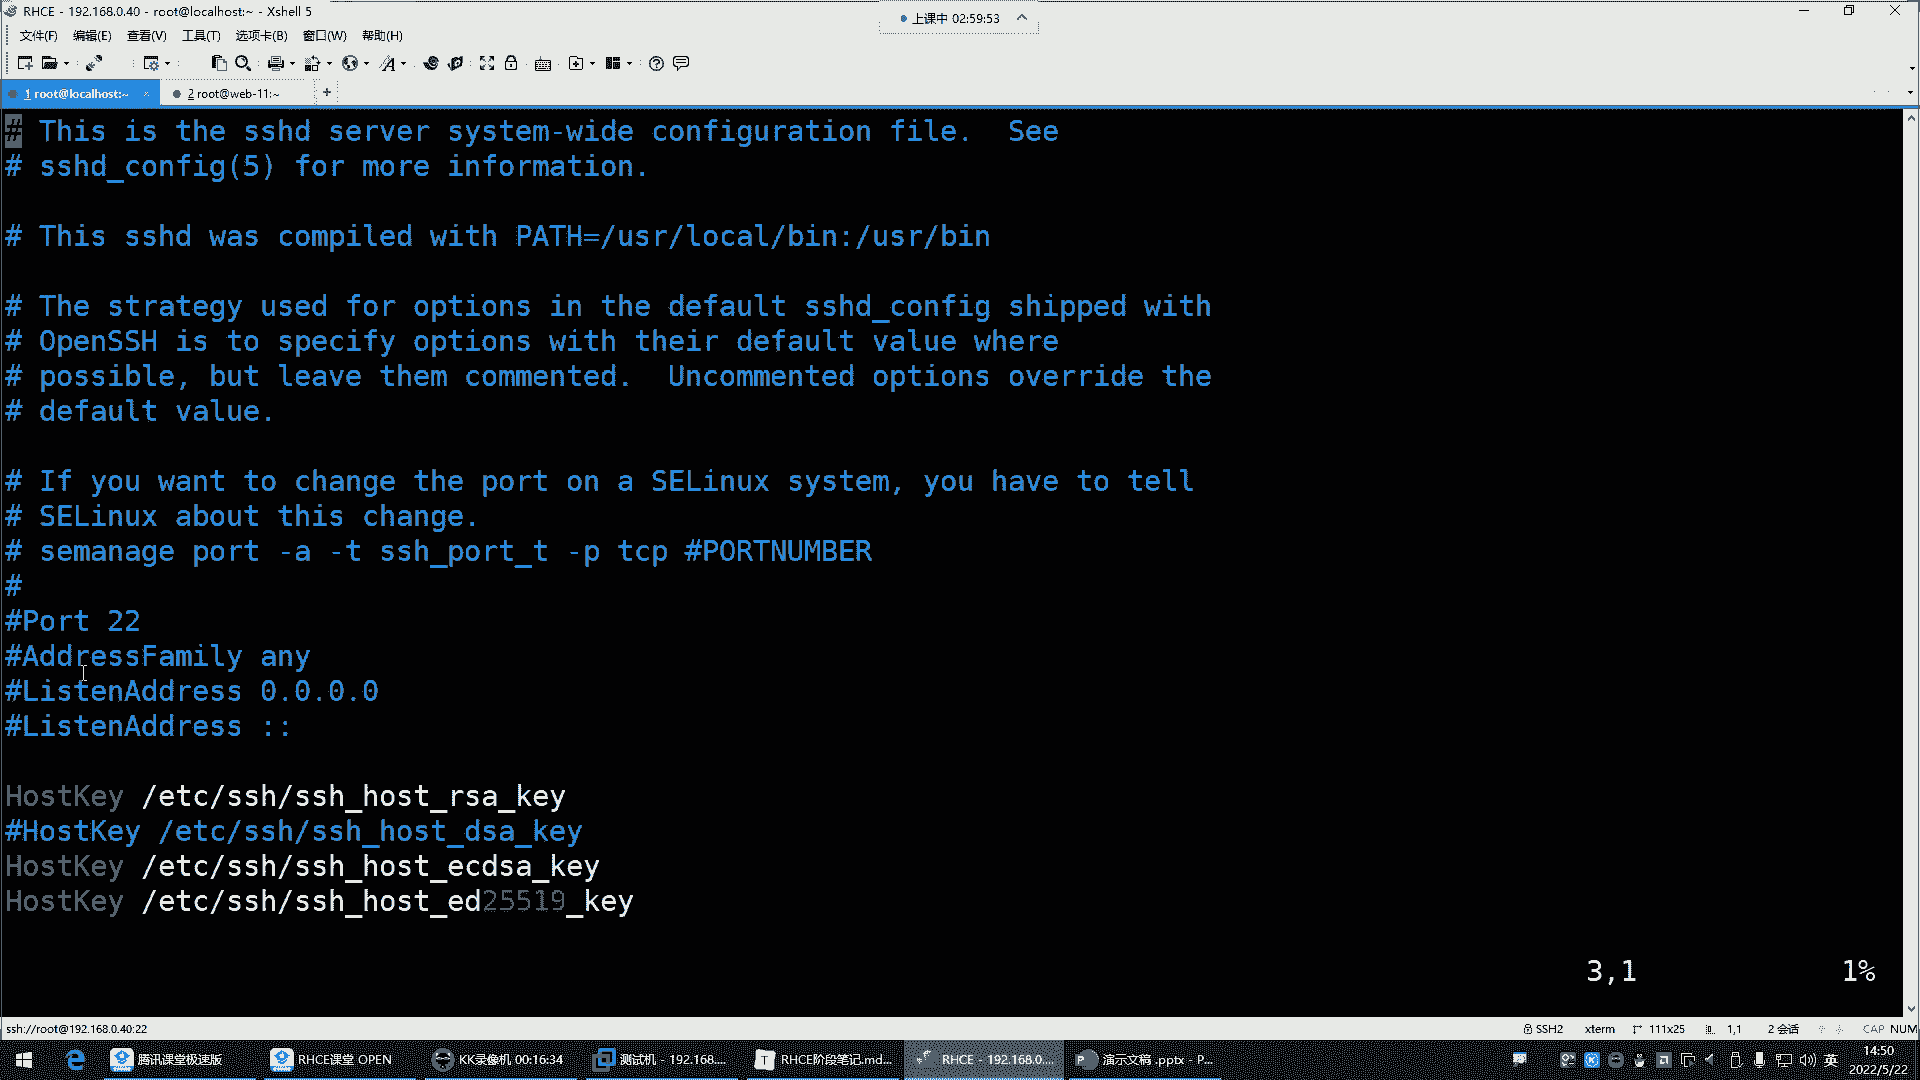 RHCE - 192.168.0.40 - root@localhost:~ - Xshell 5
上课中 02:59:53
文件(F) 编辑(E) 查看(V) 工具(T) 选项卡(B) 窗口(W) 帮助(H)
1 root@localhost:~ × 2 root@web-11:~ +
# This is the sshd server system-wide configuration file.  See
# sshd_config(5) for more information.
# This sshd was compiled with PATH=/usr/local/bin:/usr/bin
# The strategy used for options in the default sshd_config shipped with
# OpenSSH is to specify options with their default value where
# possible, but leave them commented.  Uncommented options override the
# default value.
# If you want to change the port on a SELinux system, you have to tell
# SELinux about this change.
# semanage port -a -t ssh_port_t -p tcp #PORTNUMBER
#
#Port 22
#AddressFamily any
#ListenAddress 0.0.0.0
#ListenAddress ::
HostKey /etc/ssh/ssh_host_rsa_key
#HostKey /etc/ssh/ssh_host_dsa_key
HostKey /etc/ssh/ssh_host_ecdsa_key
HostKey /etc/ssh/ssh_host_ed25519_key
3,1 1%
ssh://root@192.168.0.40:22 SSH2 xterm 111x25 1,1 2 会话 CAP NUM
腾讯课堂极速版 RHCE课堂 OPEN KK录像机 00:16:34 测试机 - 192.168.... RHCE阶段笔记.md... RHCE - 192.168.0.... 演示文稿 .pptx - P... 英 14:50
2022/5/22